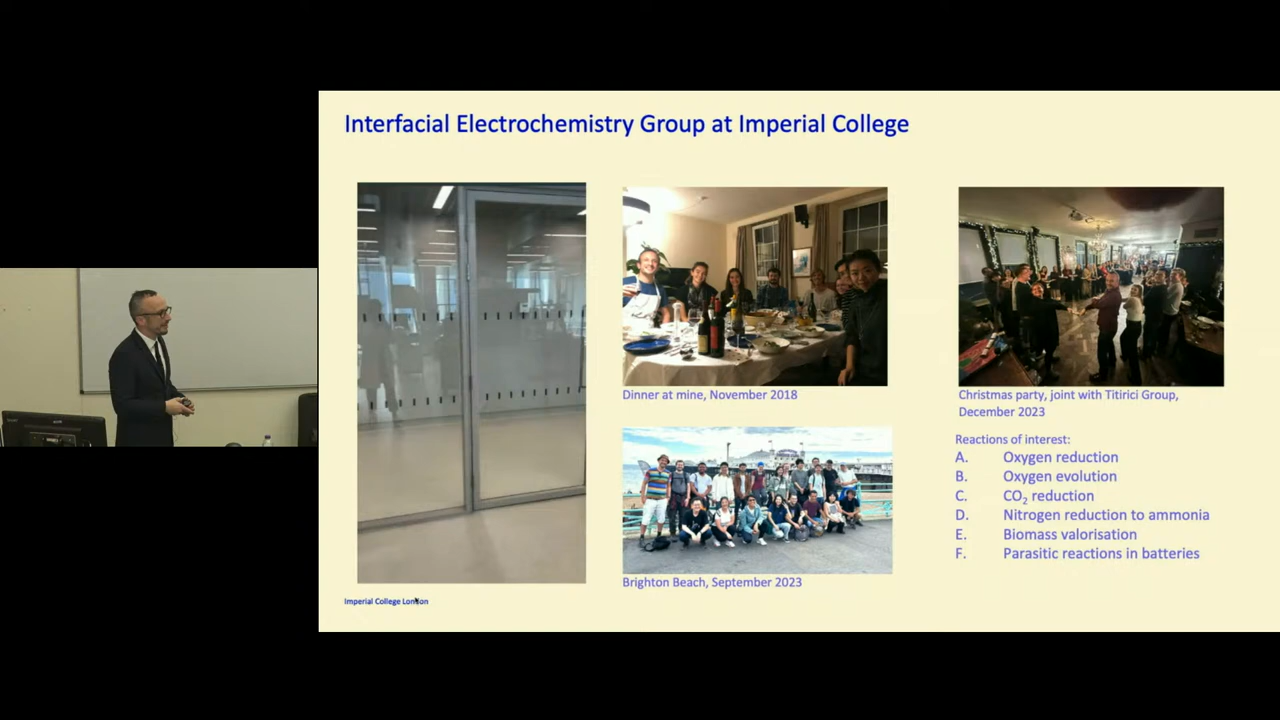 Interfacial Electrochemistry Group at Imperial College
Dinner at mine, November 2018
Christmas party, joint with Titirici Group,
December 2023
Reactions of interest:
A. Oxygen reduction
B. Oxygen evolution
C. CO₂ reduction
D. Nitrogen reduction to ammonia
E. Biomass valorisation
F. Parasitic reactions in batteries
Brighton Beach, September 2023
Imperial College London